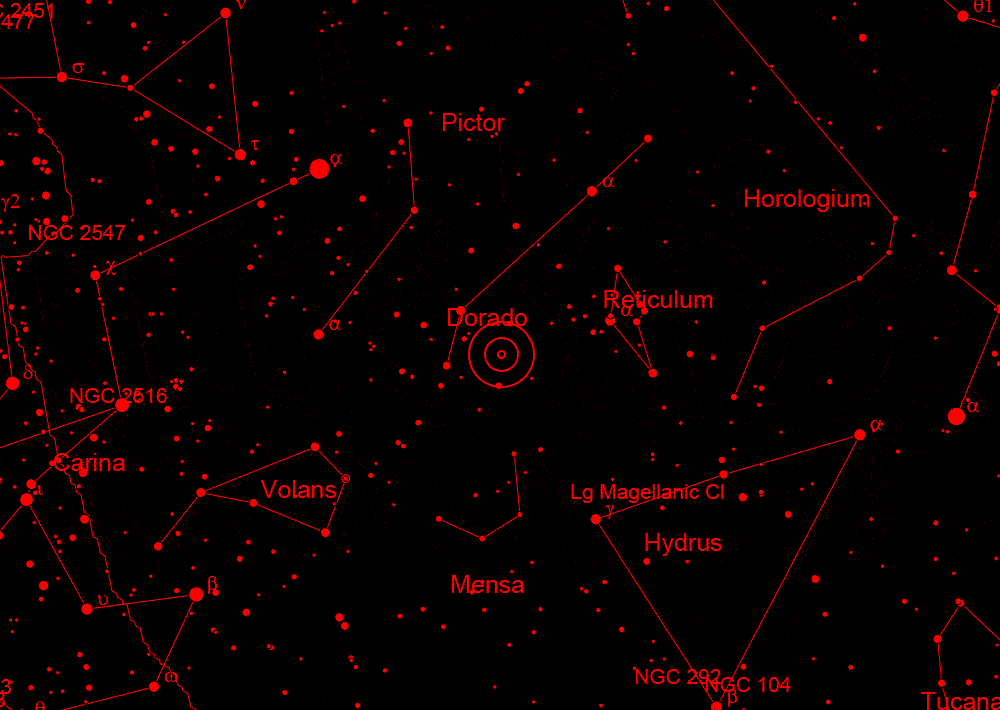 C 2451
477
ν
θ1
σ
Pictor
τ
α
α
γ2
Horologium
NGC 2547
χ
Reticulum
α
Dorado
α
δ
NGC 2516
α
α
Carina
Volans
ι
Lg Magellanic Cl
γ
Hydrus
β
Mensa
υ
ω
NGC 292
NGC 104
3
β
θ
Tucana